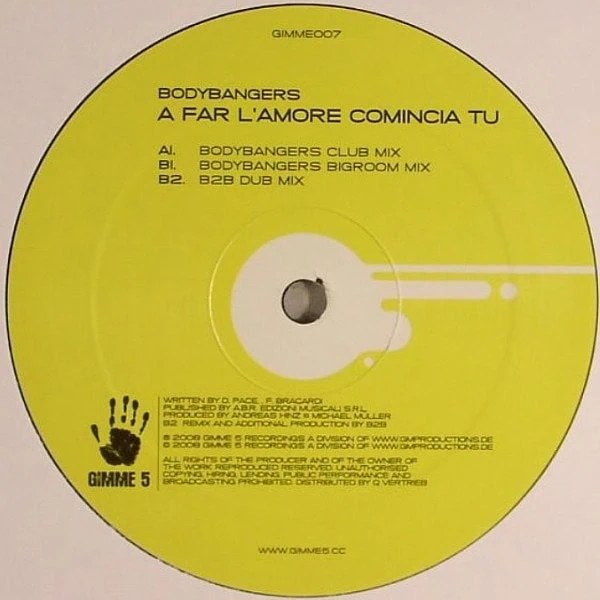 GIMME007
BODYBANGERS
A FAR L'AMORE COMINCIA TU
A1. BODYBANGERS CLUB MIX
B1. BODYBANGERS BIGROOM MIX
B2. B2B DUB MIX
WRITTEN BY D. PACE, F. BRACARDI
PUBLISHED BY A.B.R. EDIZIONI MUSICALI S.R.L.
PRODUCED BY ANDREAS HINZ & MICHAEL MÜLLER
B2 REMIX AND ADDITIONAL PRODUCTION BY B2B
℗ 2008 GIMME 5 RECORDINGS A DIVISION OF WWW.GIMPRODUCTIONS.DE
© 2008 GIMME 5 RECORDINGS A DIVISION OF WWW.GIMPRODUCTIONS.DE
ALL RIGHTS OF THE PRODUCER AND OF THE OWNER OF
THE WORK REPRODUCED RESERVED. UNAUTHORISED
COPYING, HIRING, LENDING, PUBLIC PERFORMANCE AND
BROADCASTING PROHIBITED. DISTRIBUTED BY Q VERTRIEB
GIMME 5
WWW.GIMME5.CC